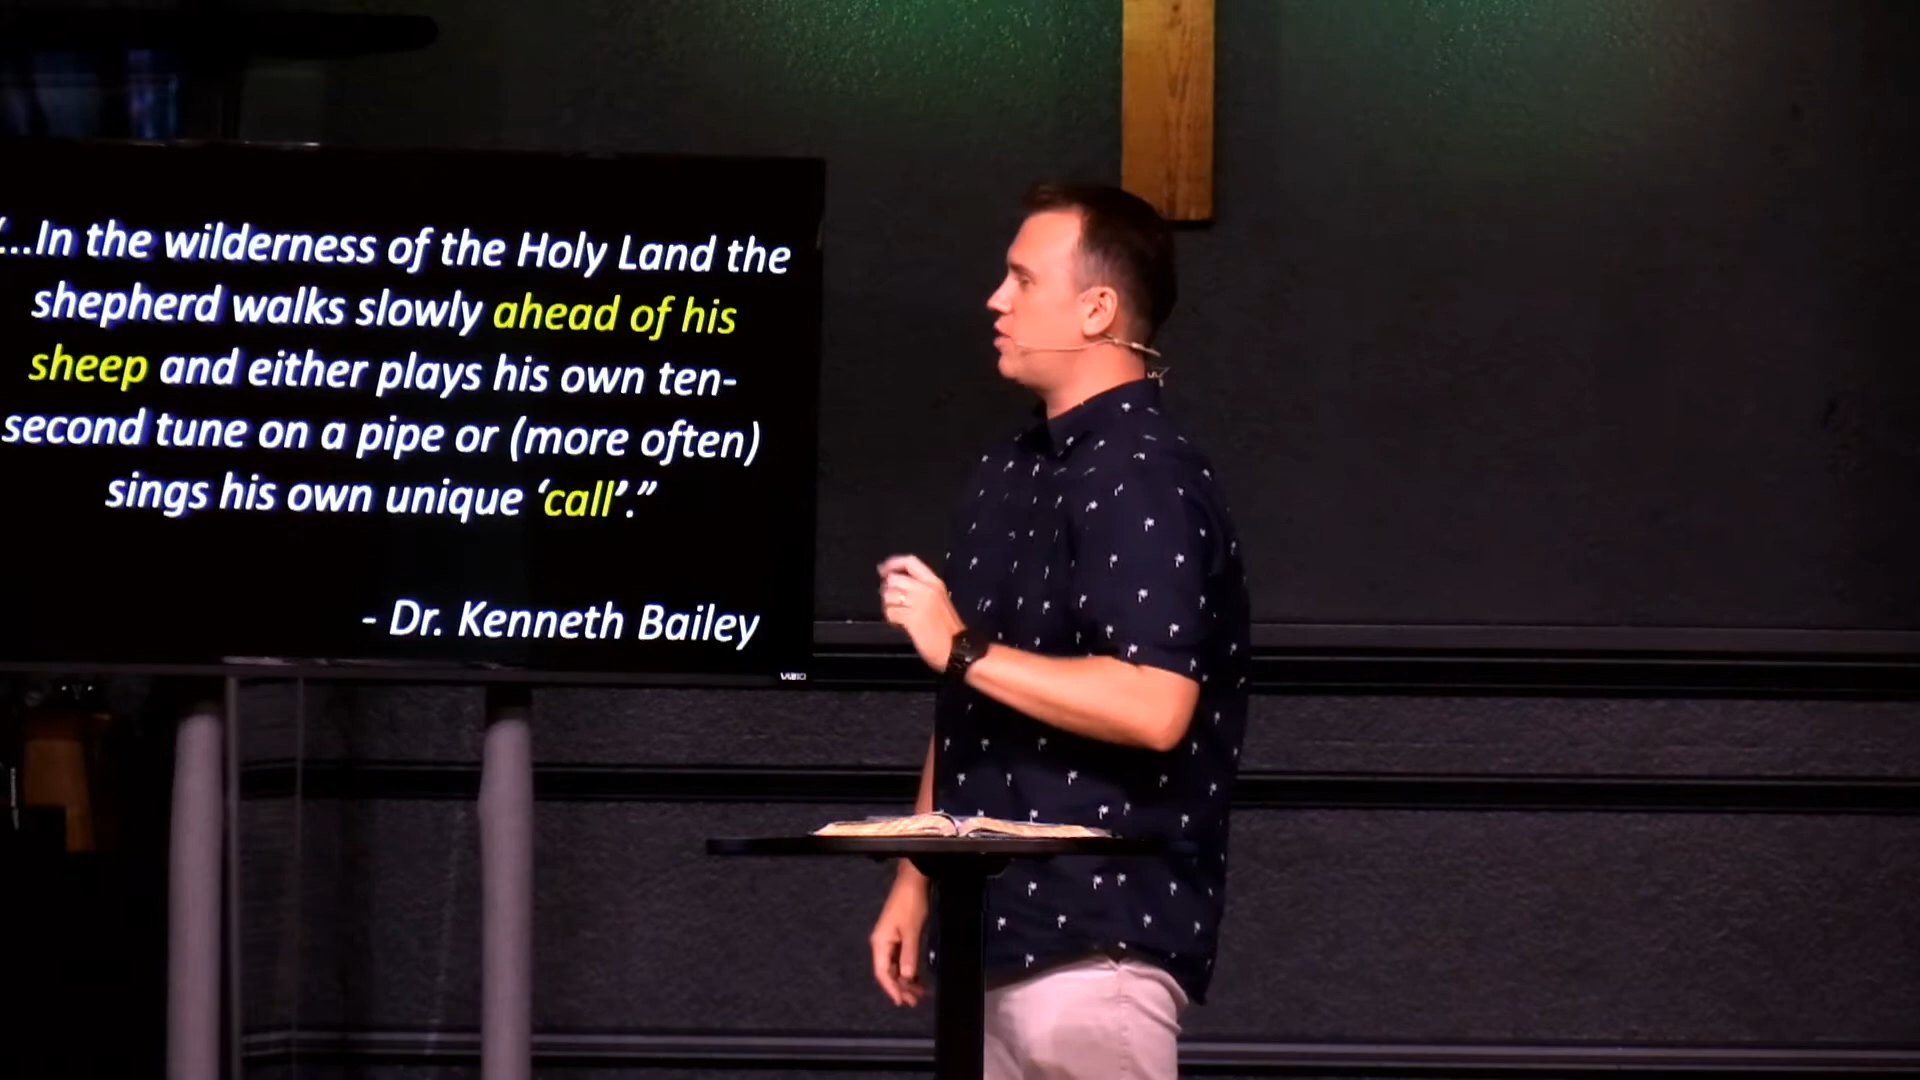 “...In the wilderness of the Holy Land the
shepherd walks slowly ahead of his
sheep and either plays his own ten-
second tune on a pipe or (more often)
sings his own unique ‘call’.”
- Dr. Kenneth Bailey
VIZIO